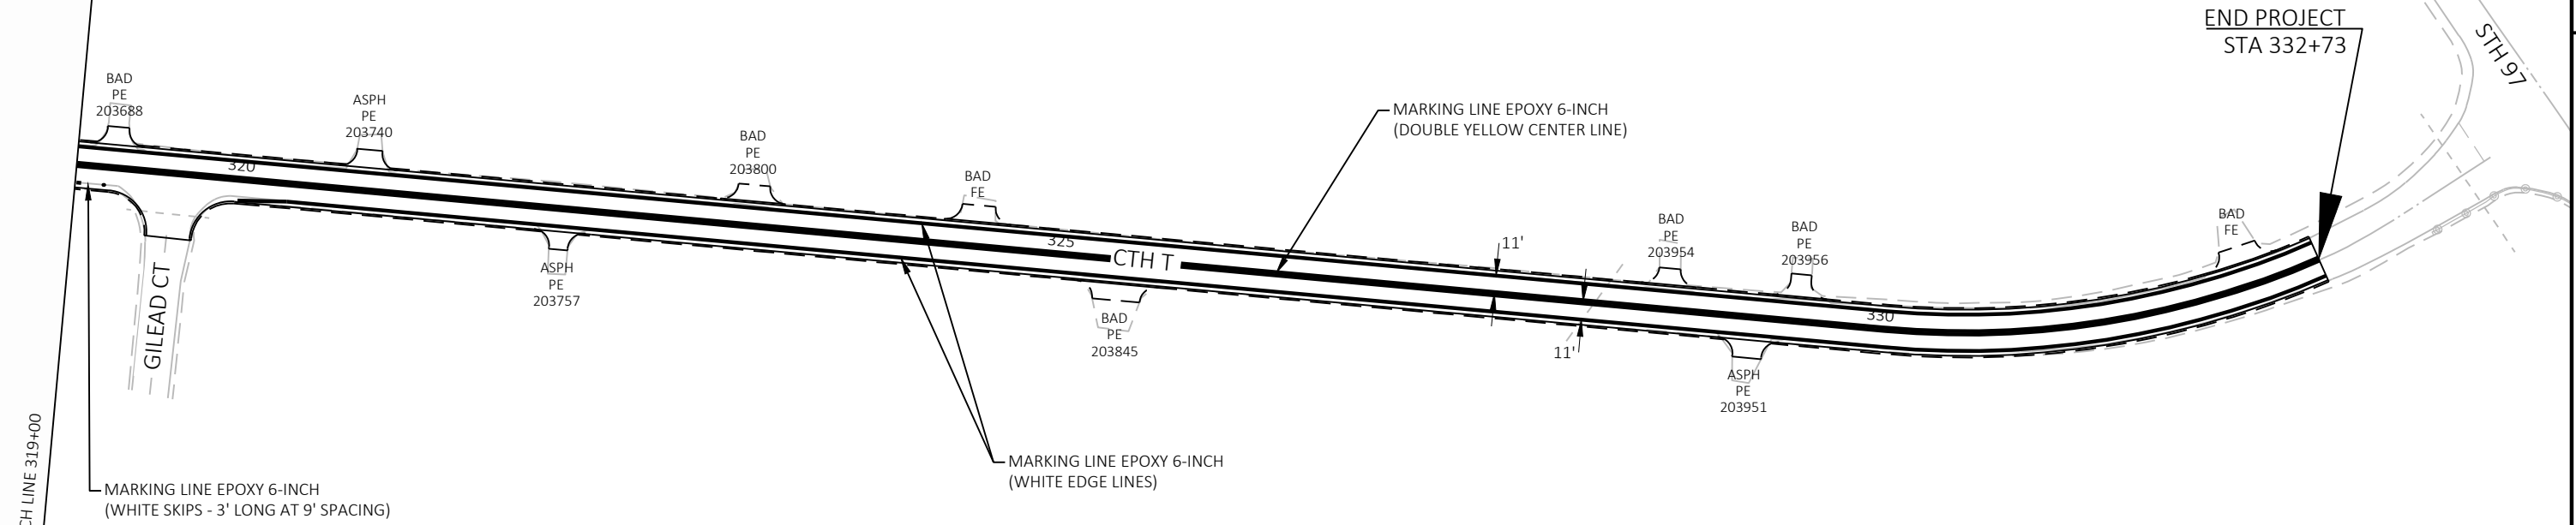 END PROJECT
STA 332+73
STH 97
BAD
PE
203688
ASPH
PE
203740
BAD
PE
203800
BAD
FE
MARKING LINE EPOXY 6-INCH
(DOUBLE YELLOW CENTER LINE)
320
325
CTH T
11'
BAD
PE
203954
BAD
PE
203956
BAD
FE
330
GILEAD CT
ASPH
PE
203757
BAD
PE
203845
11'
ASPH
PE
203951
CH LINE 319+00
MARKING LINE EPOXY 6-INCH
(WHITE EDGE LINES)
MARKING LINE EPOXY 6-INCH
(WHITE SKIPS - 3' LONG AT 9' SPACING)